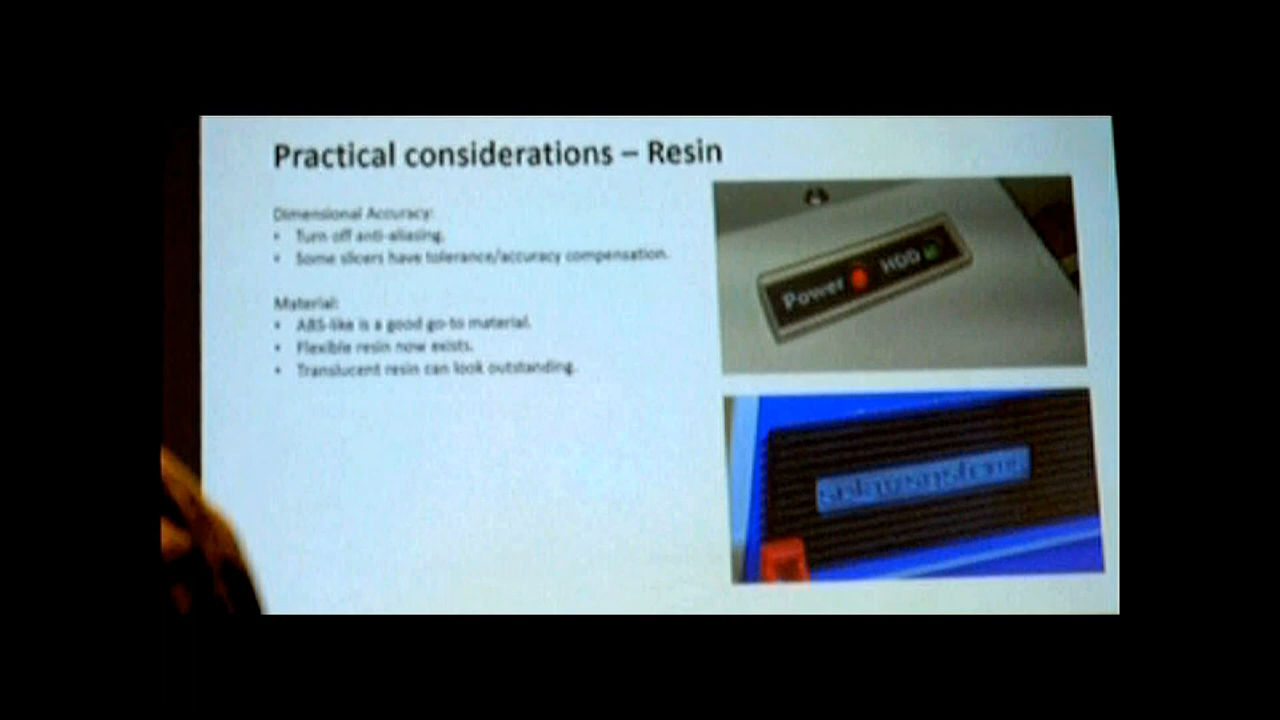 Practical considerations – Resin
Dimensional Accuracy:
• Turn off anti-aliasing.
• Some slicers have tolerance/accuracy compensation.
Material:
• ABS-like is a good go-to material.
• Flexible resin now exists.
• Translucent resin can look outstanding.
Power HDD